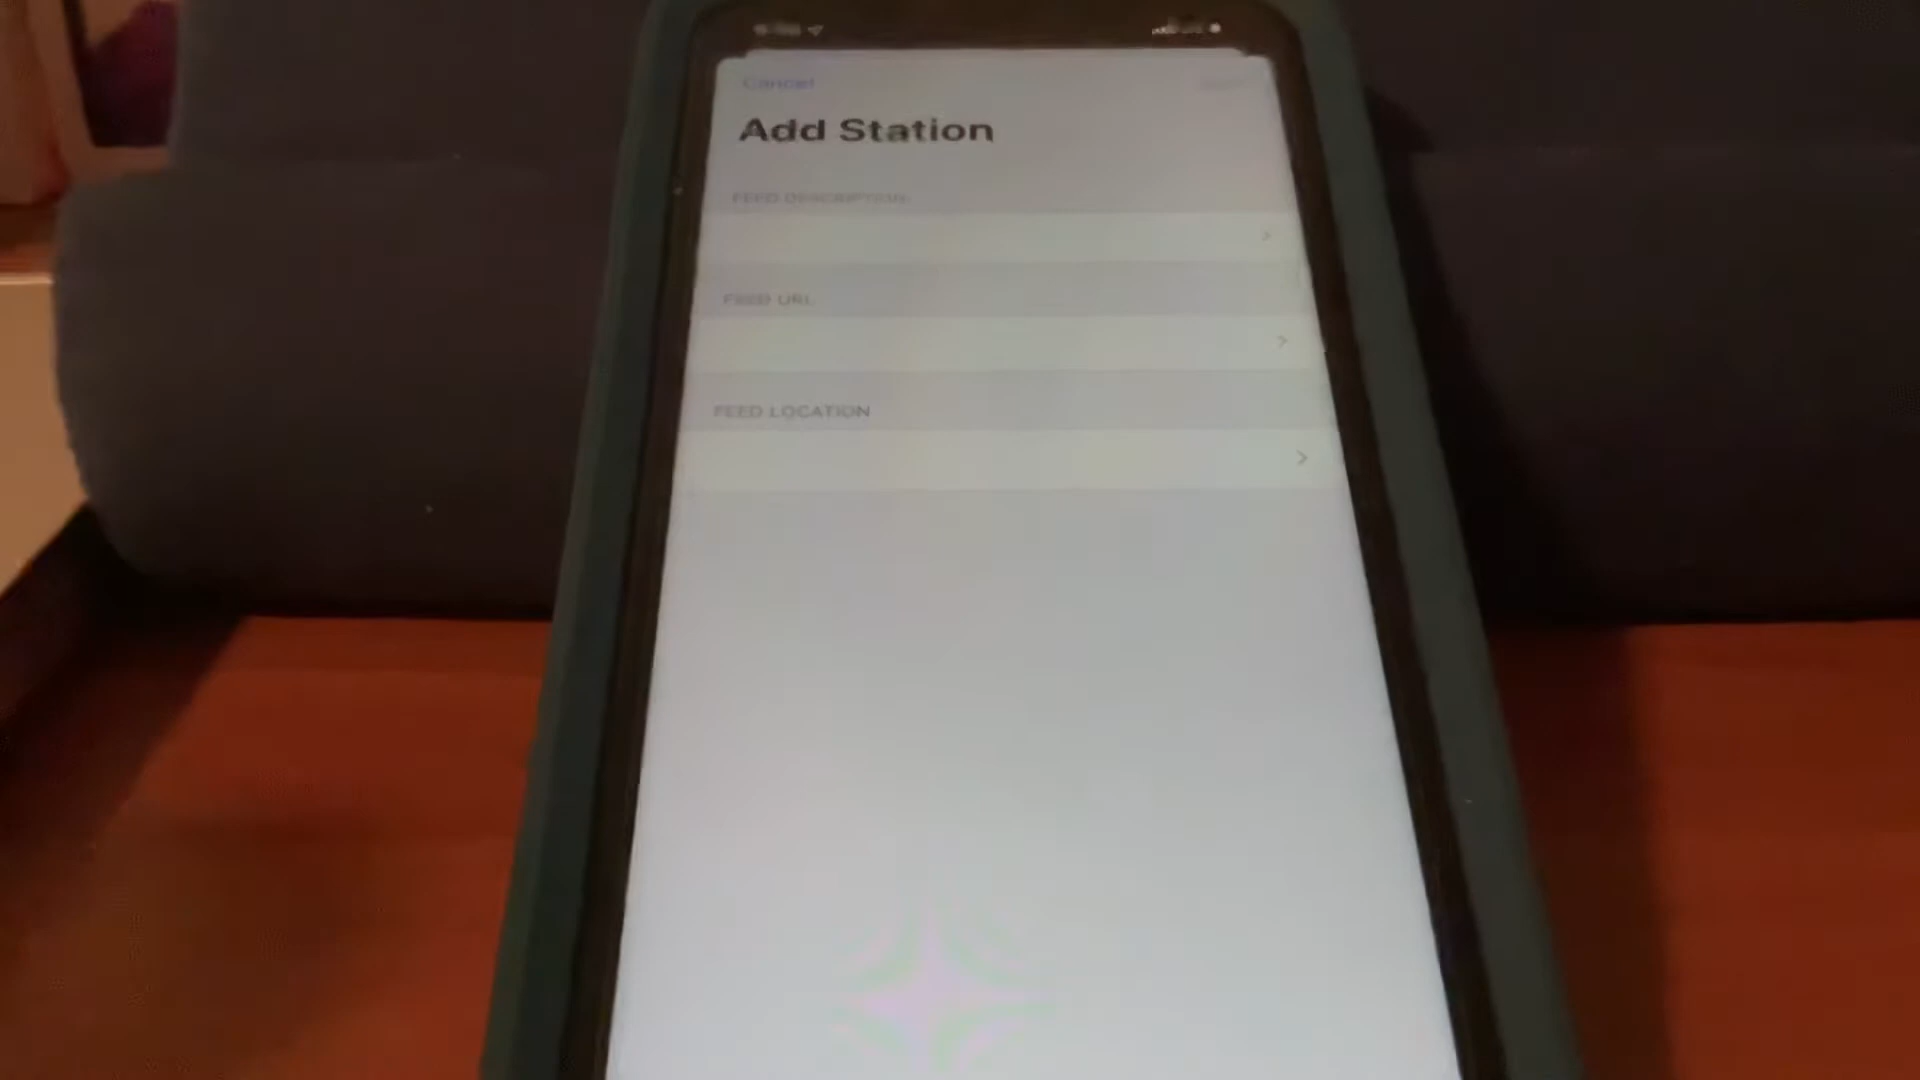 Cancel
Add Station
FEED DESCRIPTION
FEED URL
FEED LOCATION